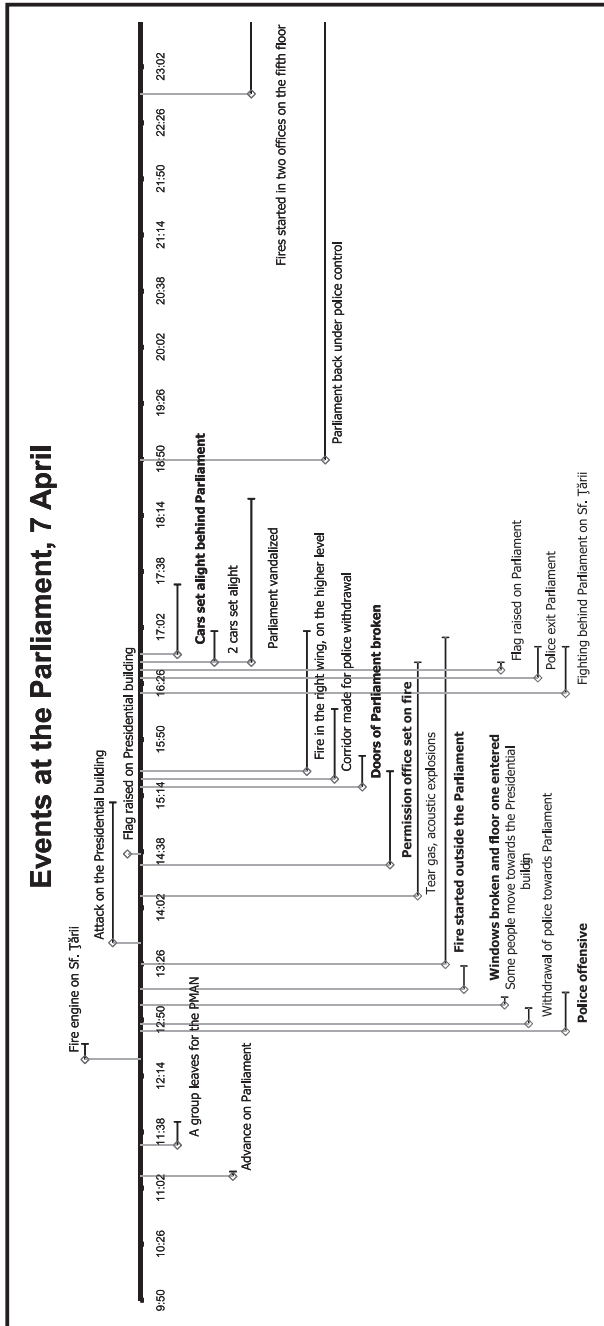 Events at the Parliament, 7 April
Fire engine on Sf. Ţării
Attack on the Presidential building
Flag raised on Presidential building
9:50
10:26
11:02
11:38
12:14
12:50
13:26
14:02
14:38
15:14
15:50
16:26
17:02
17:38
18:14
18:50
19:26
20:02
20:38
21:14
21:50
22:26
23:02
A group leaves for the PMAN
Cars set alight behind Parliament
2 cars set alight
Advance on Parliament
Parliament vandalized
Fires started in two offices on the fifth floor
Fire in the right wing, on the higher level
Parliament back under police control
Corridor made for police withdrawal
Doors of Parliament broken
Permission office set on fire
Tear gas, acoustic explosions
Fire started outside the Parliament
Windows broken and floor one entered
Some people move towards the Presidential
building
Flag raised on Parliament
Withdrawal of police towards Parliament
Police exit Parliament
Police offensive
Fighting behind Parliament on Sf. Ţării